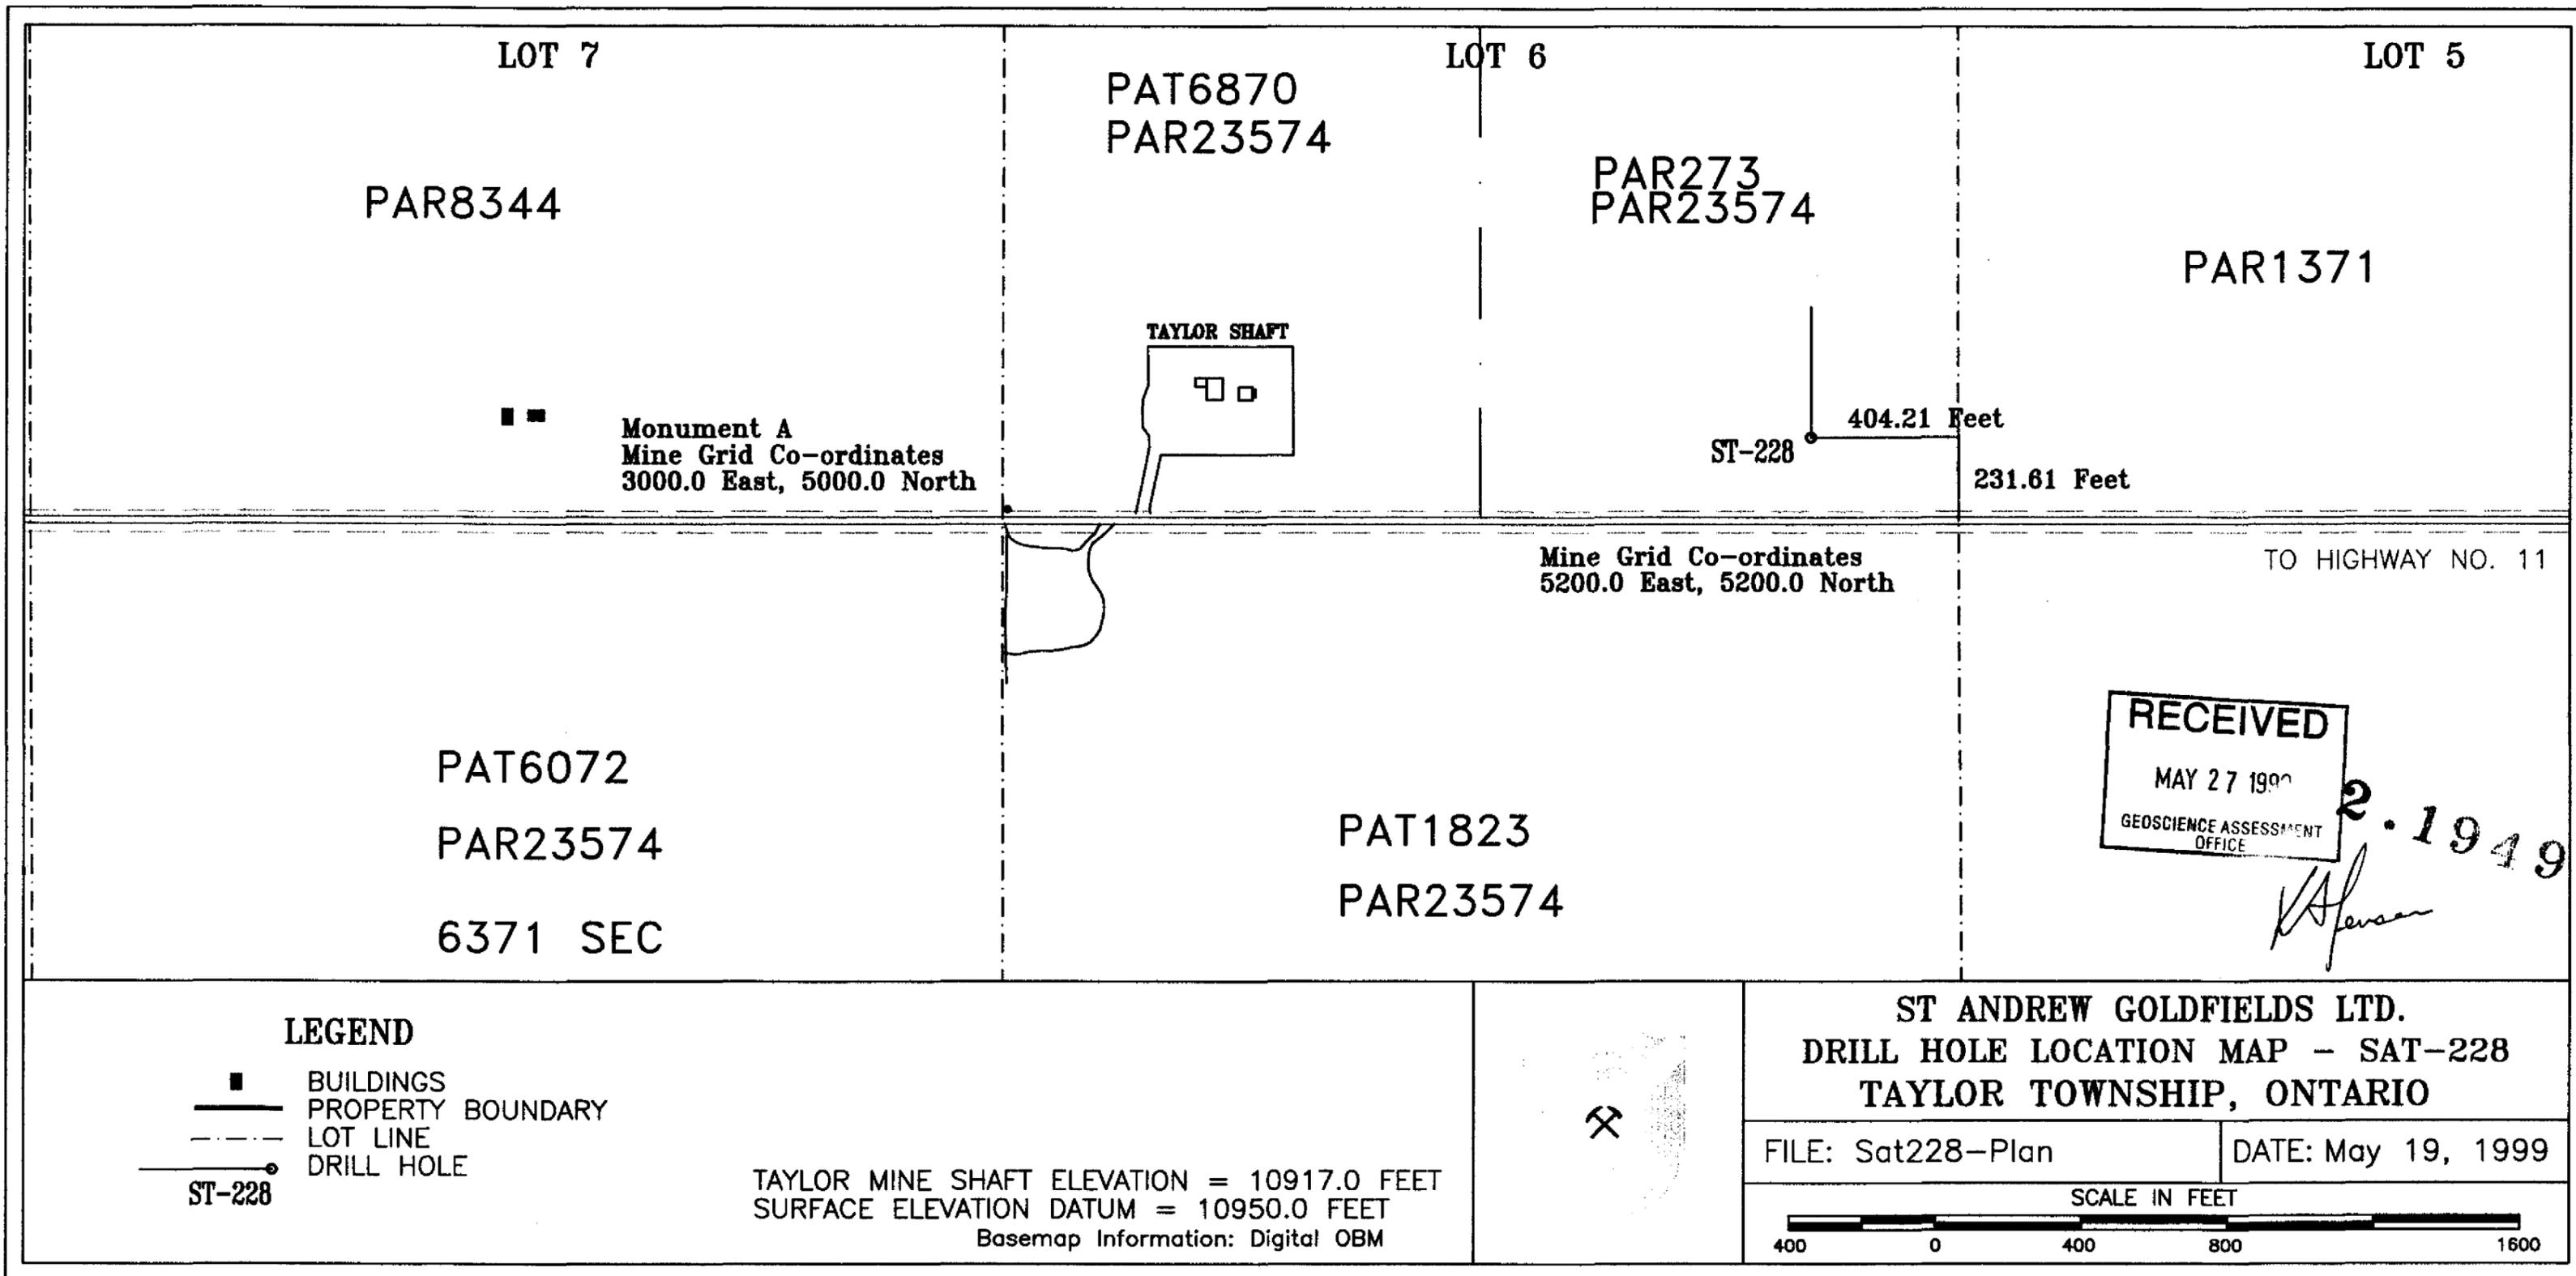 LOT 7
LOT 6
LOT 5
PAT6870
PAR23574
PAR8344
PAR273
PAR23574
PAR1371
TAYLOR SHAFT
Monument A
Mine Grid Co-ordinates
3000.0 East, 5000.0 North
404.21 Feet
ST-228
231.61 Feet
Mine Grid Co-ordinates
5200.0 East, 5200.0 North
TO HIGHWAY NO. 11
PAT6072
PAR23574
6371 SEC
PAT1823
PAR23574
RECEIVED
MAY 27
GEOSCIENCE ASSESSMENT
OFFICE
2.1949
LEGEND
BUILDINGS
PROPERTY BOUNDARY
LOT LINE
DRILL HOLE
ST-228
TAYLOR MINE SHAFT ELEVATION = 10917.0 FEET
SURFACE ELEVATION DATUM = 10950.0 FEET
Basemap Information: Digital OBM
ST ANDREW GOLDFIELDS LTD.
DRILL HOLE LOCATION MAP - SAT-228
TAYLOR TOWNSHIP, ONTARIO
FILE: Sat228-Plan
DATE: May 19, 1999
SCALE IN FEET
400 0 400 800 1600